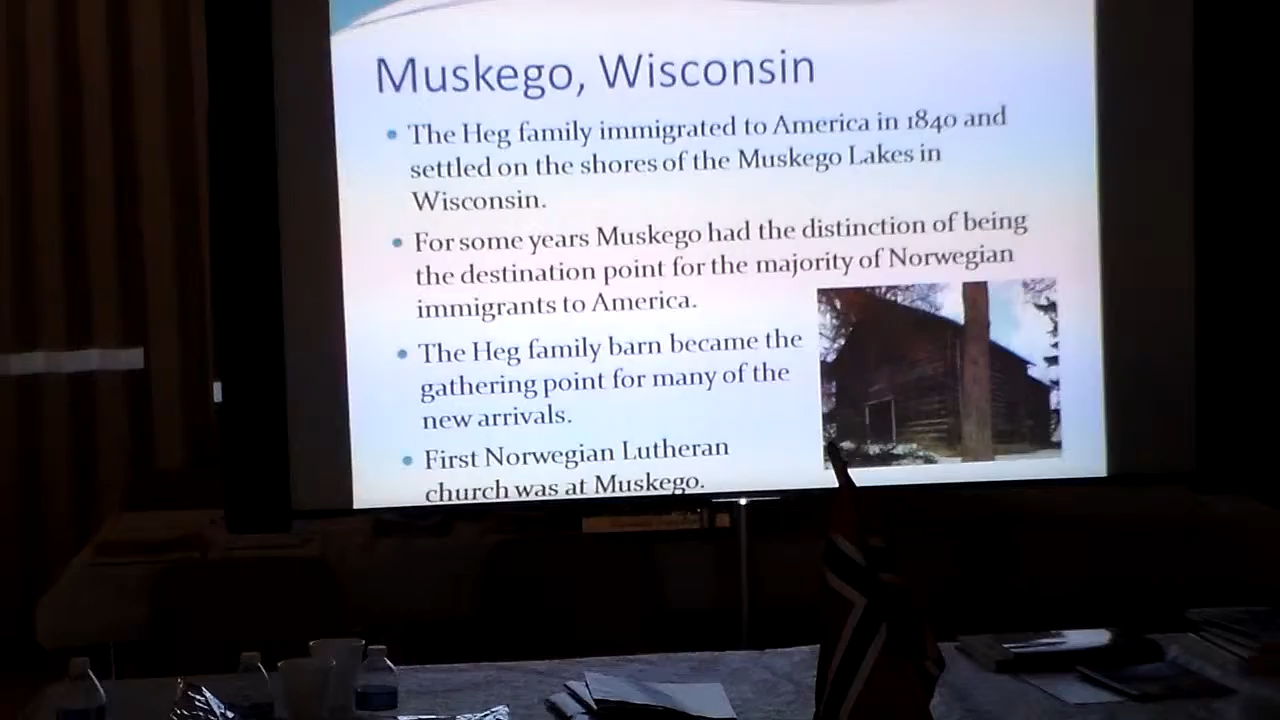 Muskego, Wisconsin
• The Heg family immigrated to America in 1840 and
settled on the shores of the Muskego Lakes in
Wisconsin.
• For some years Muskego had the distinction of being
the destination point for the majority of Norwegian
immigrants to America.
• The Heg family barn became the
gathering point for many of the
new arrivals.
• First Norwegian Lutheran
church was at Muskego.